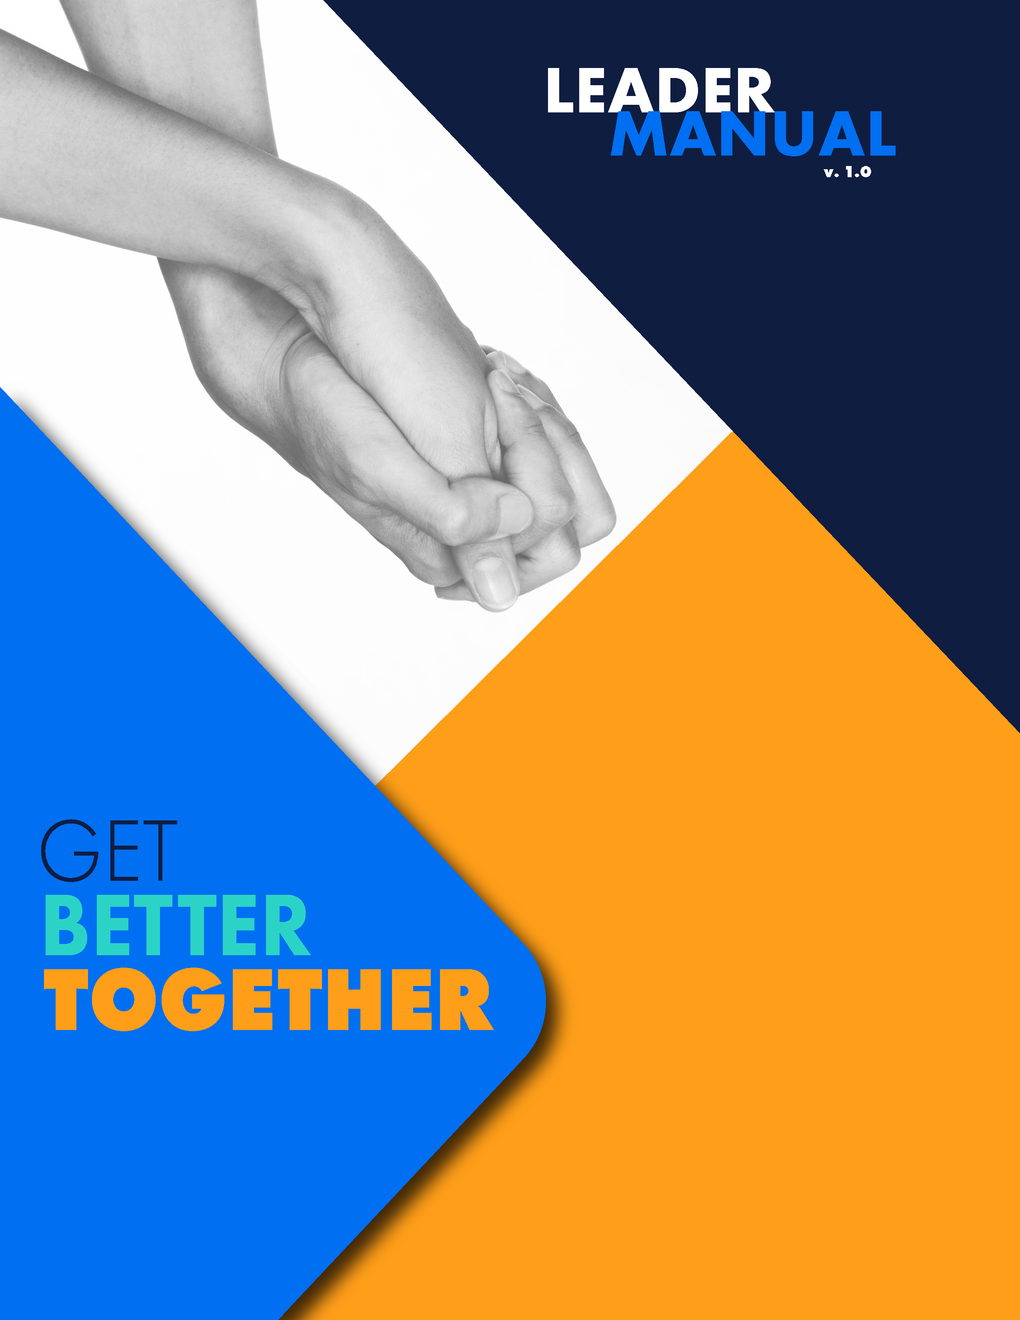 LEADER
MANUAL
v. 1.0
GET
BETTER
TOGETHER